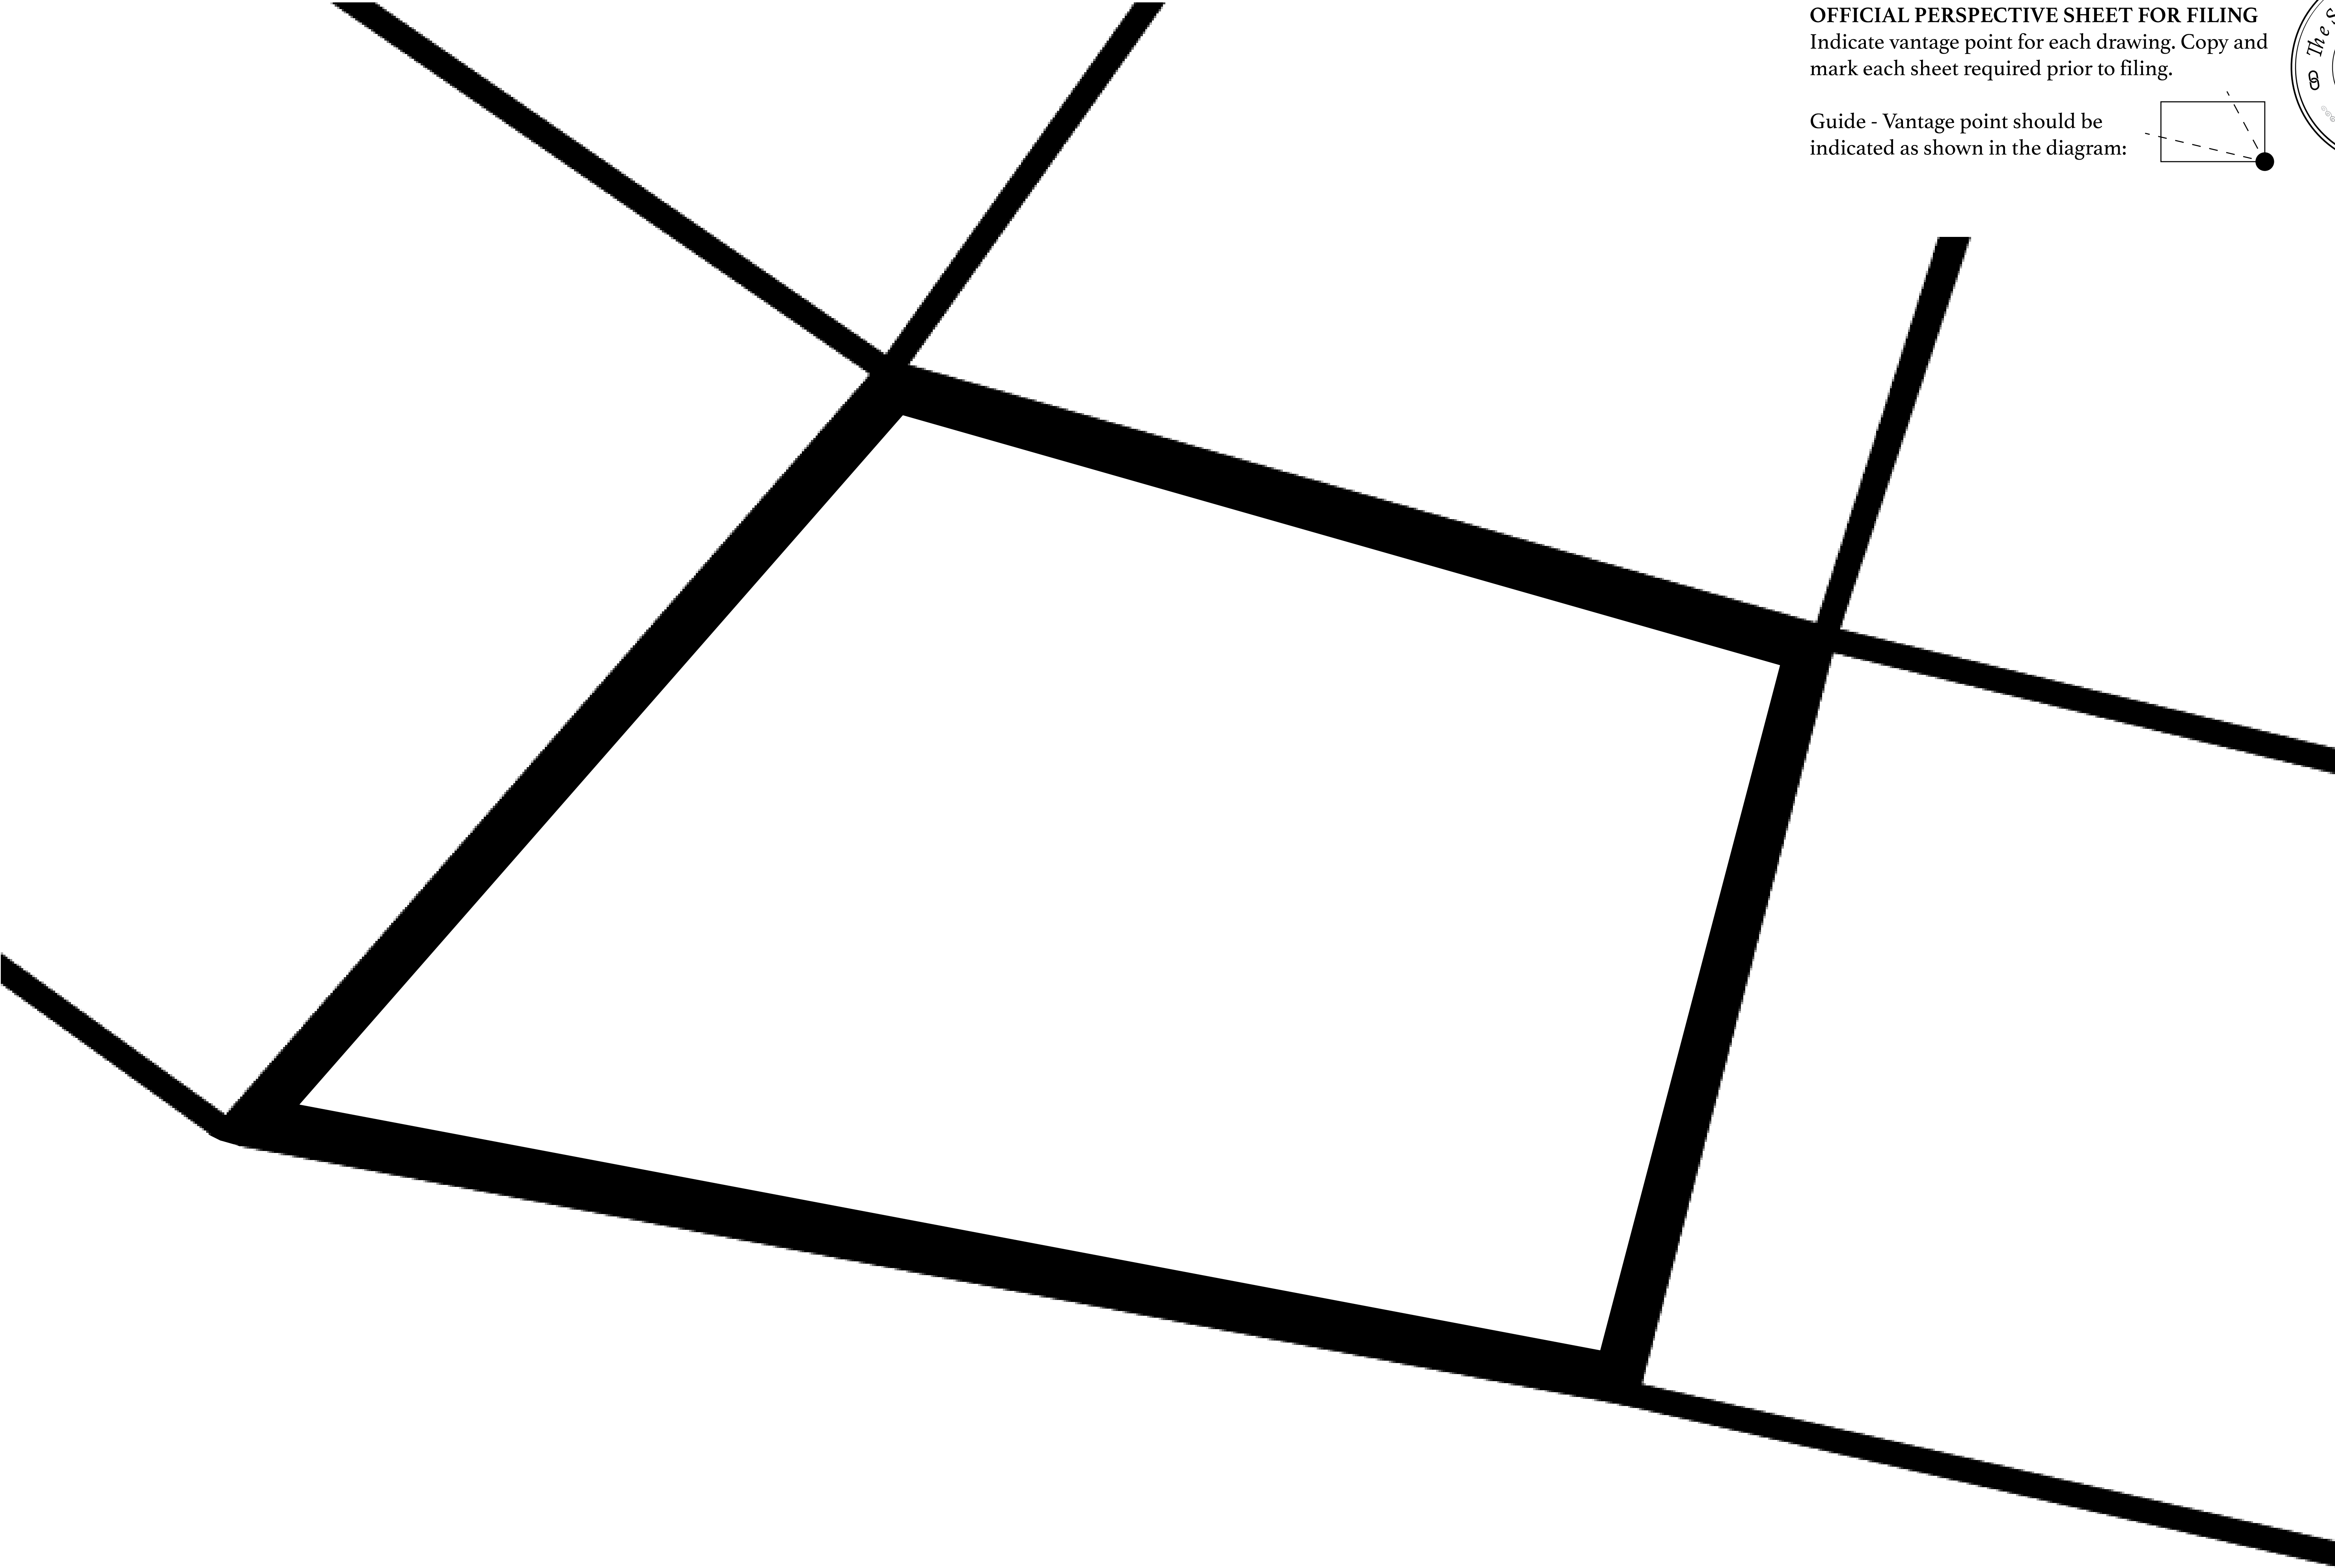 OFFICIAL PERSPECTIVE SHEET FOR FILING
Indicate vantage point for each drawing. Copy and
mark each sheet required prior to filing.
Guide - Vantage point should be
indicated as shown in the diagram:
The